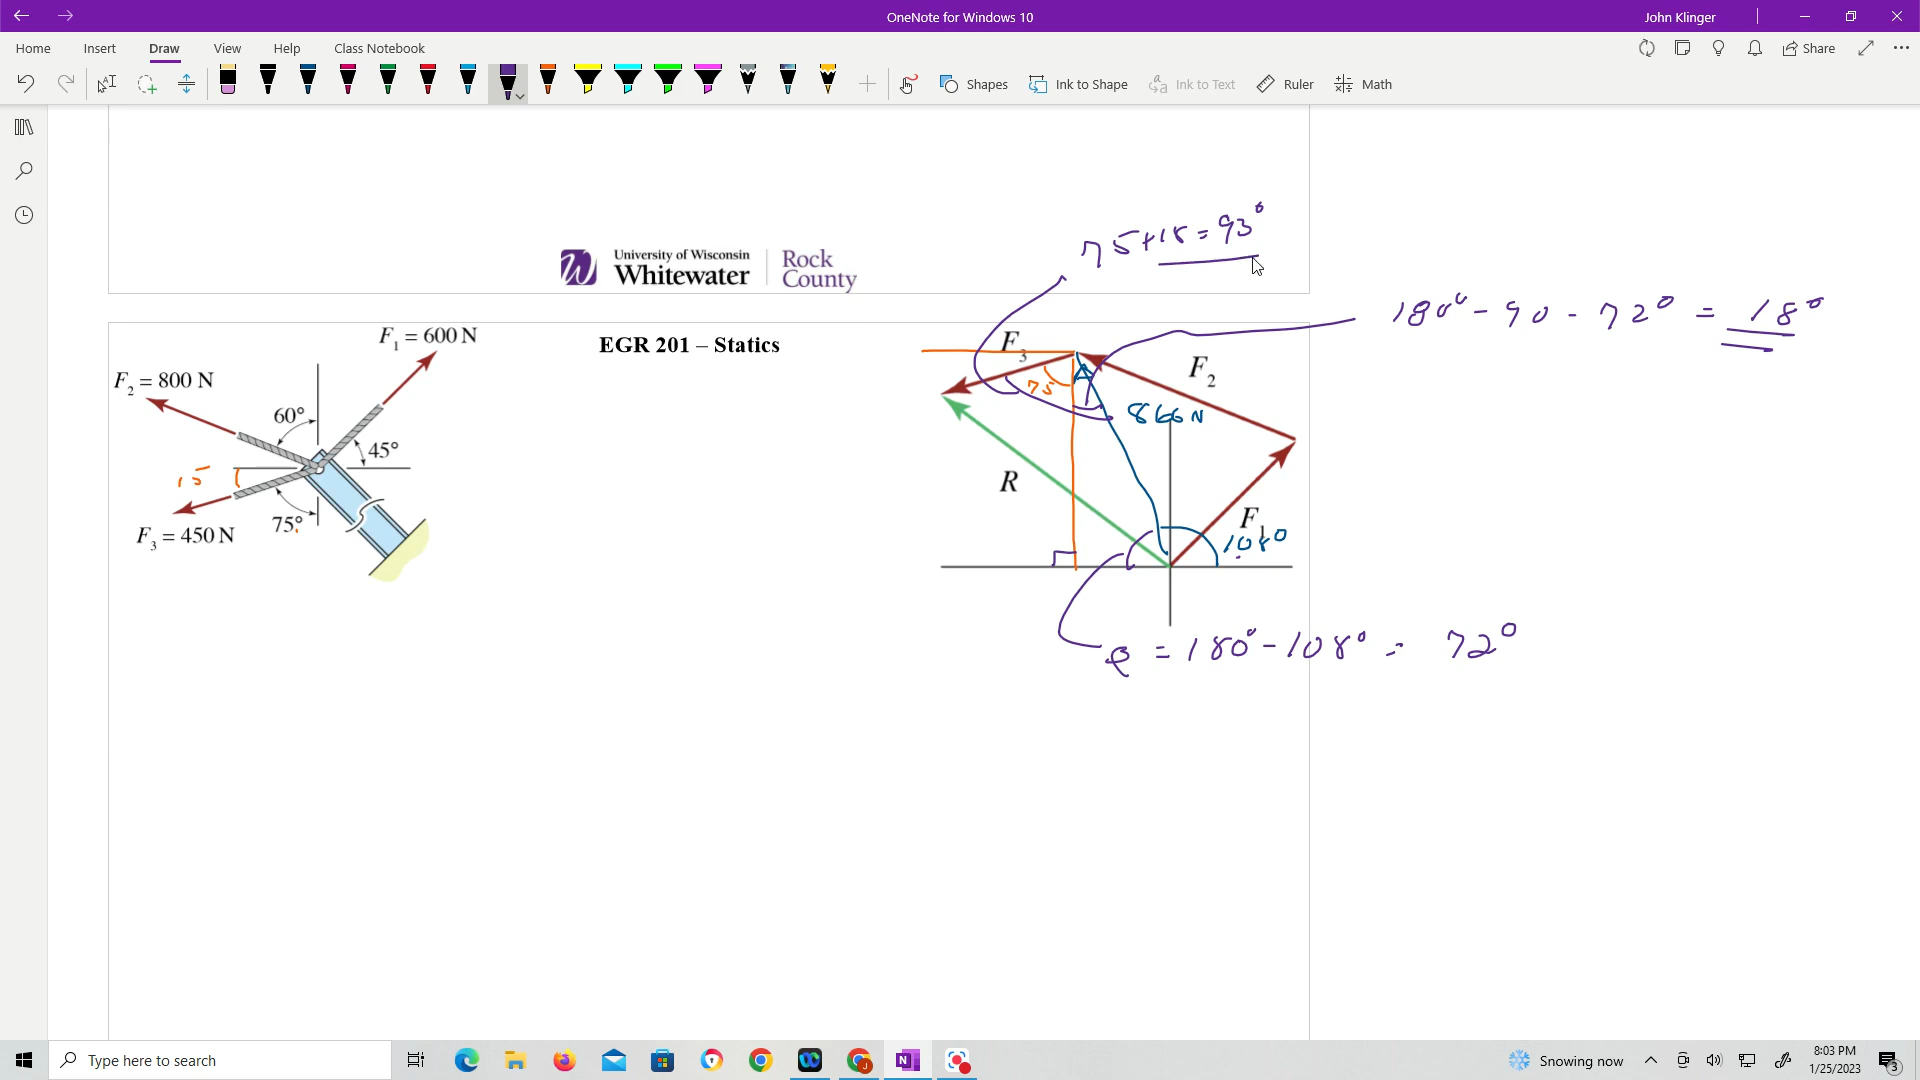 OneNote for Windows 10
John Klinger
Home Insert Draw View Help Class Notebook
Share
Shapes Ink to Shape Ink to Text Ruler Math
75+18=93°
University of Wisconsin
Whitewater
Rock
County
180° - 90 - 72° = 18°
EGR 201 – Statics
F1 = 600 N
F2 = 800 N
60°
45°
15
75°
F3 = 450 N
F3
F2
75
866 N
R
F1
108°
= 180° - 108° = 72°
Type here to search
Snowing now
8:03 PM
1/25/2023
3